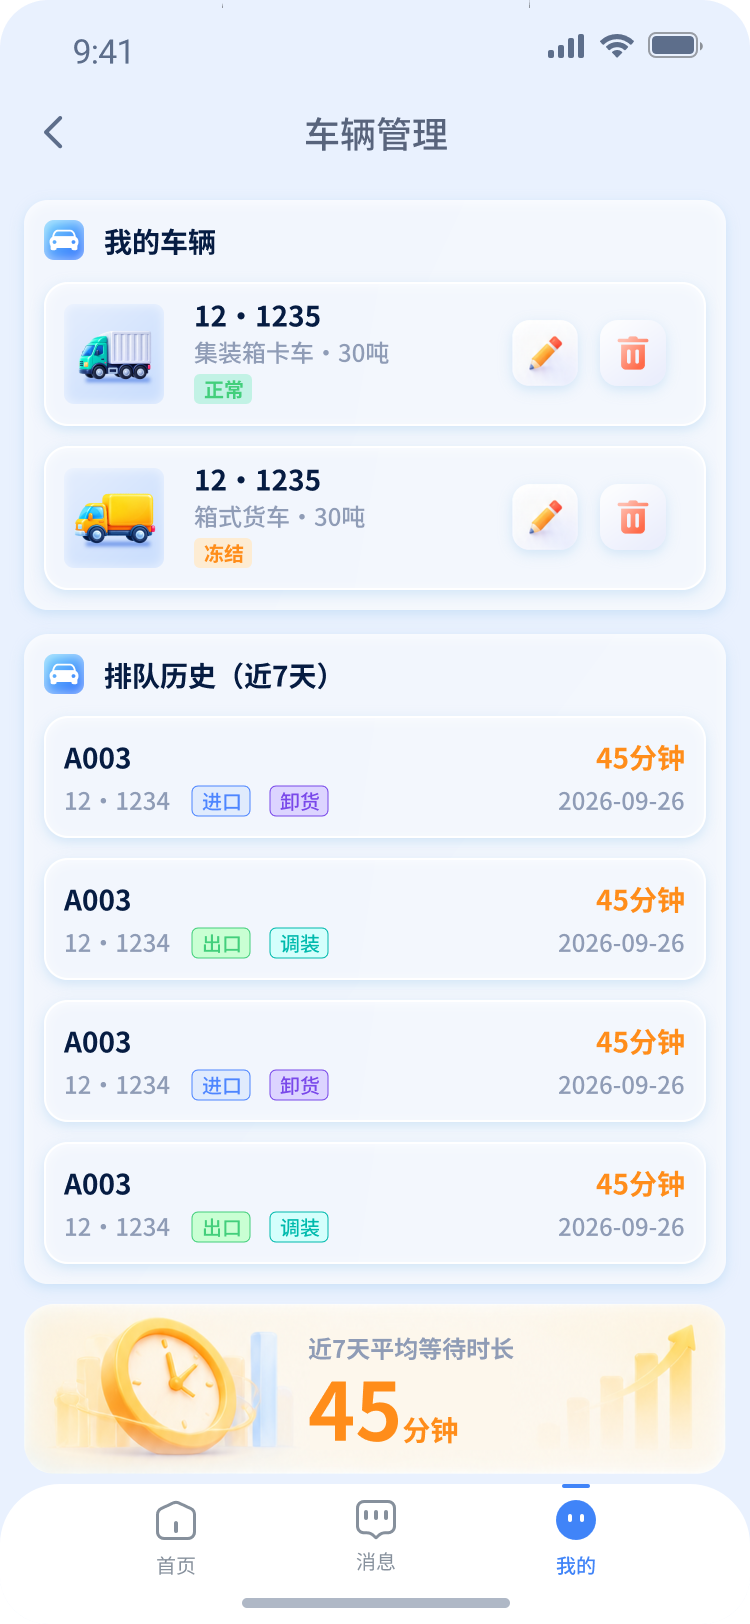 9:41
车辆管理
我的车辆
12·1235
集装箱卡车·30吨
正常
12·1235
箱式货车·30吨
冻结
排队历史（近7天）
A003 45分钟
12·1234 进口 卸货 2026-09-26
A003 45分钟
12·1234 出口 调装 2026-09-26
A003 45分钟
12·1234 进口 卸货 2026-09-26
A003 45分钟
12·1234 出口 调装 2026-09-26
近7天平均等待时长
45分钟
首页 消息 我的